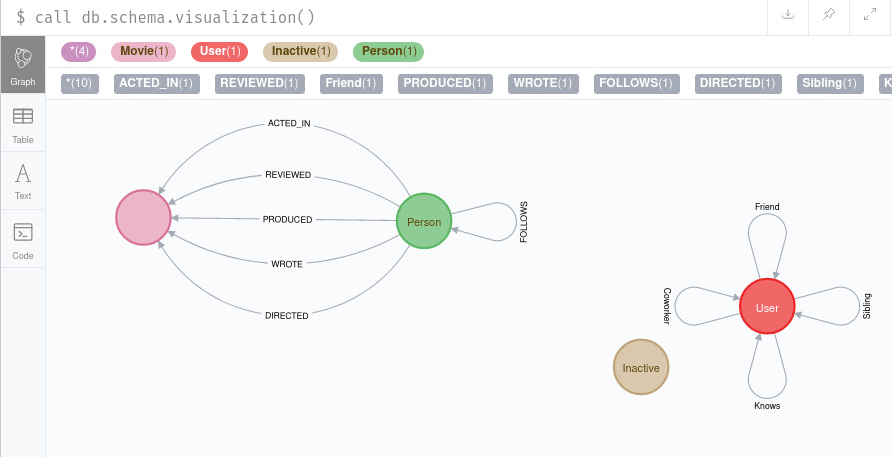 $ call db.schema.visualization()
*(4) Movie(1) User(1) Inactive(1) Person(1)
*(10) ACTED_IN(1) REVIEWED(1) Friend(1) PRODUCED(1) WROTE(1) FOLLOWS(1) DIRECTED(1) Sibling(1) K
Graph
Table
Text
Code
ACTED_IN
REVIEWED
PRODUCED
WROTE
DIRECTED
Person
FOLLOWS
Friend
Coworker
User
Sibling
Knows
Inactive